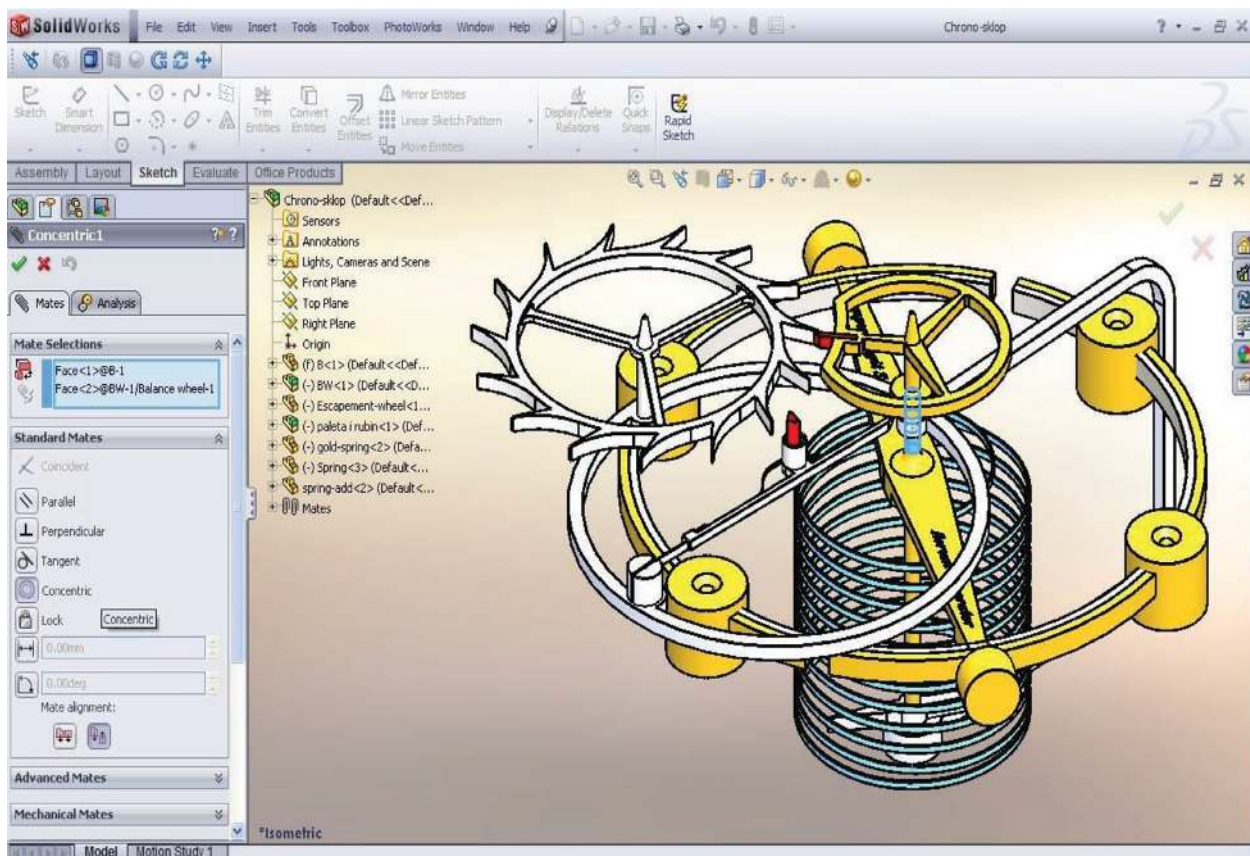 SolidWorks File Edit View Insert Tools Toolbox PhotoWorks Window Help Chrono-sklop ?
Sketch Smart Dimension Trim Entities Convert Entities Offset Entities Mirror Entities Linear Sketch Pattern Move Entities Display/Delete Relations Quick Snaps Rapid Sketch
Assembly Layout Sketch Evaluate Office Products
Chrono-sklop (Default<<Def...
Sensors
Annotations
Lights, Cameras and Scene
Front Plane
Top Plane
Right Plane
Origin
(f) B<1> (Default<<Def...
(-) BW<1> (Default<<D...
(-) Escapement-wheel<1...
(-) paleta i rubin<1> (Def...
(-) gold-spring<2> (Defa...
(-) Spring<3> (Default<...
spring-add<2> (Default<...
Mates
Concentric1 ? ?
Mates Analysis
Mate Selections
Face<1>@B-1
Face<2>@BW-1/Balance wheel-1
Standard Mates
Coincident
Parallel
Perpendicular
Tangent
Concentric
Lock Concentric
0.00mm
0.00deg
Mate alignment:
Advanced Mates
Mechanical Mates
*Isometric
Model Motion Study 1